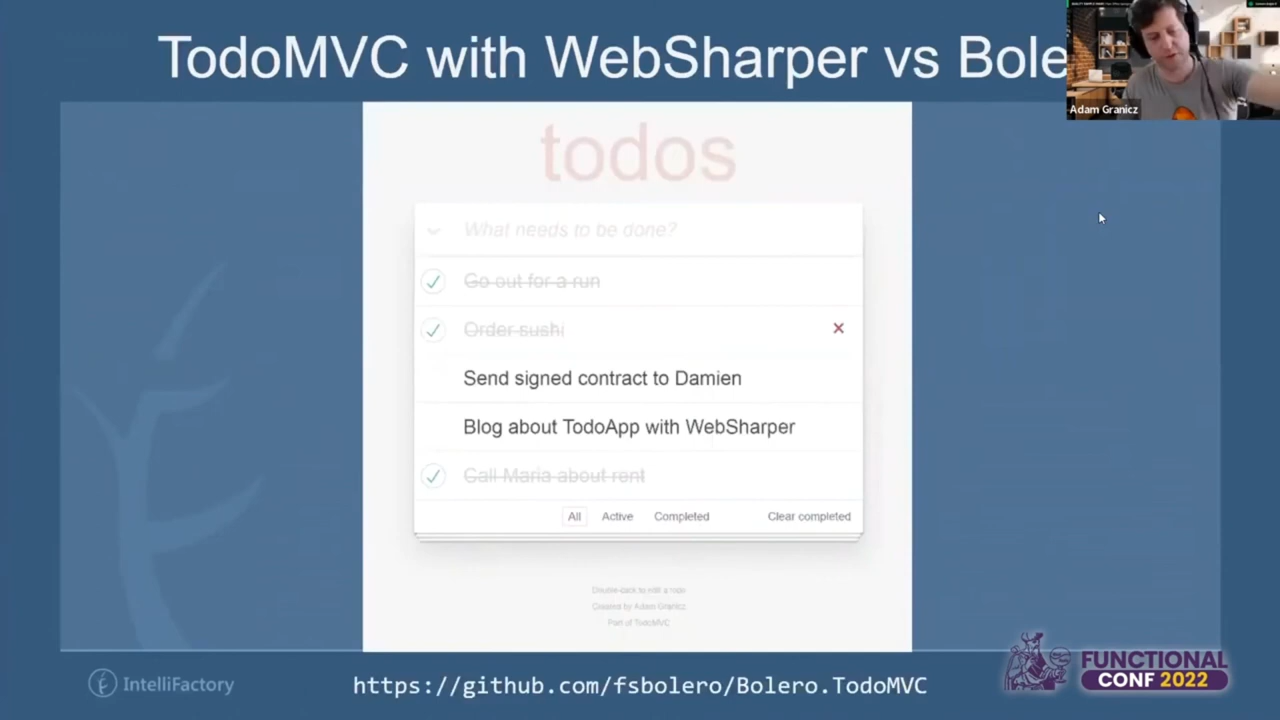 TodoMVC with WebSharper vs Bole
Adam Granicz
todos
What needs to be done?
Go out for a run
Order sushi
Send signed contract to Damien
Blog about TodoApp with WebSharper
Call Maria about rent
All Active Completed Clear completed
Double-click to edit a todo
Created by Adam Granicz
Part of TodoMVC
IntelliFactory
https://github.com/fsbolero/Bolero.TodoMVC
FUNCTIONAL
CONF 2022